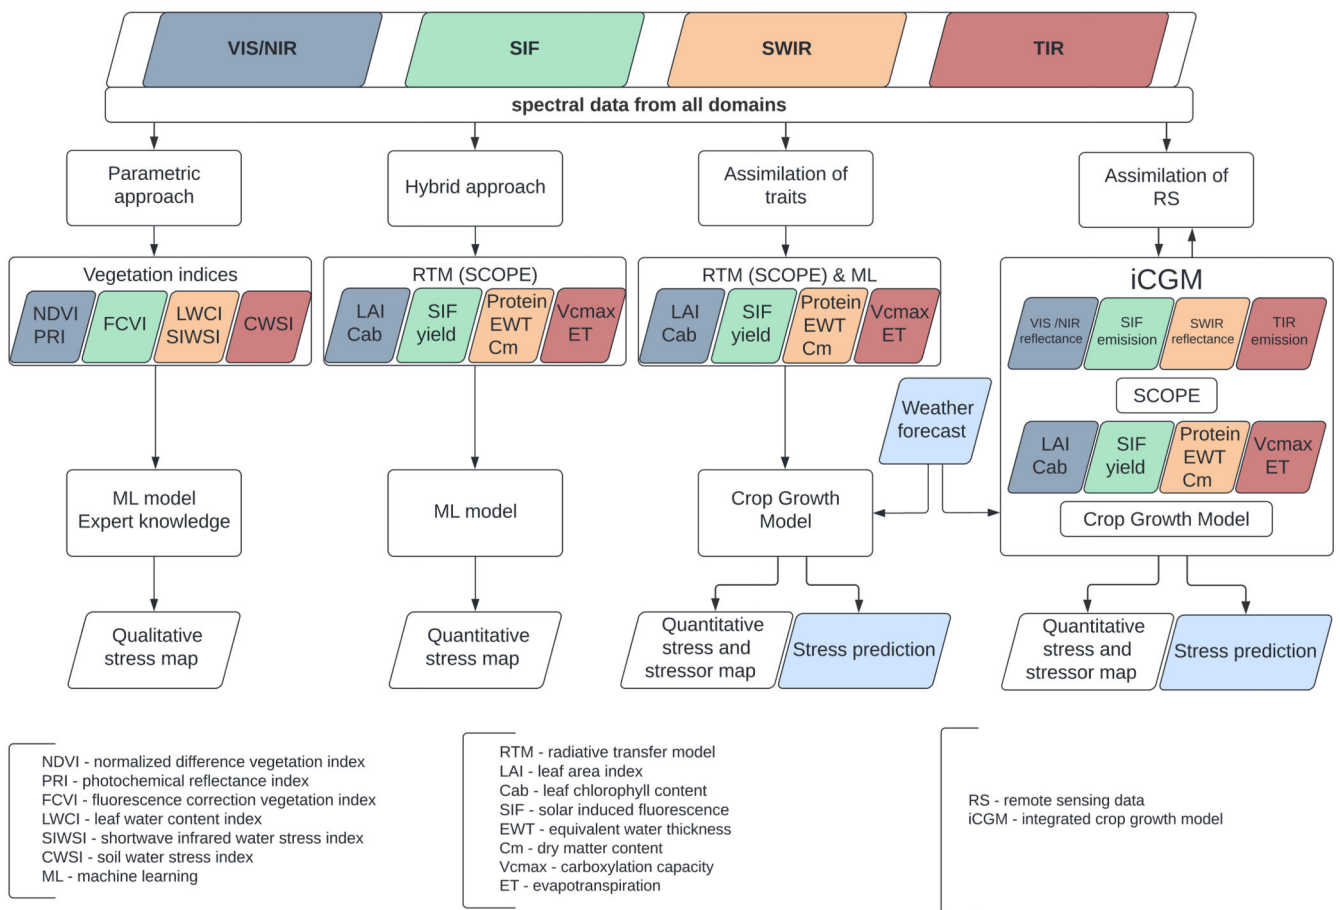 VIS/NIR
SIF
SWIR
TIR
spectral data from all domains
Parametric
approach
Hybrid approach
Assimilation of
traits
Assimilation of
RS
Vegetation indices
NDVI
PRI
FCVI
LWCI
SIWSI
CWSI
RTM (SCOPE)
LAI
Cab
SIF
yield
Protein
EWT
Cm
Vcmax
ET
RTM (SCOPE) & ML
LAI
Cab
SIF
yield
Protein
EWT
Cm
Vcmax
ET
iCGM
VIS /NIR
reflectance
SIF
emisision
SWIR
reflectance
TIR
emission
SCOPE
LAI
Cab
SIF
yield
Protein
EWT
Cm
Vcmax
ET
Crop Growth Model
Weather
forecast
ML model
Expert knowledge
ML model
Crop Growth
Model
Qualitative
stress map
Quantitative
stress map
Quantitative
stress and
stressor map
Stress prediction
Quantitative
stress and
stressor map
Stress prediction
NDVI - normalized difference vegetation index
PRI - photochemical reflectance index
FCVI - fluorescence correction vegetation index
LWCI - leaf water content index
SIWSI - shortwave infrared water stress index
CWSI - soil water stress index
ML - machine learning
RTM - radiative transfer model
LAI - leaf area index
Cab - leaf chlorophyll content
SIF - solar induced fluorescence
EWT - equivalent water thickness
Cm - dry matter content
Vcmax - carboxylation capacity
ET - evapotranspiration
RS - remote sensing data
iCGM - integrated crop growth model